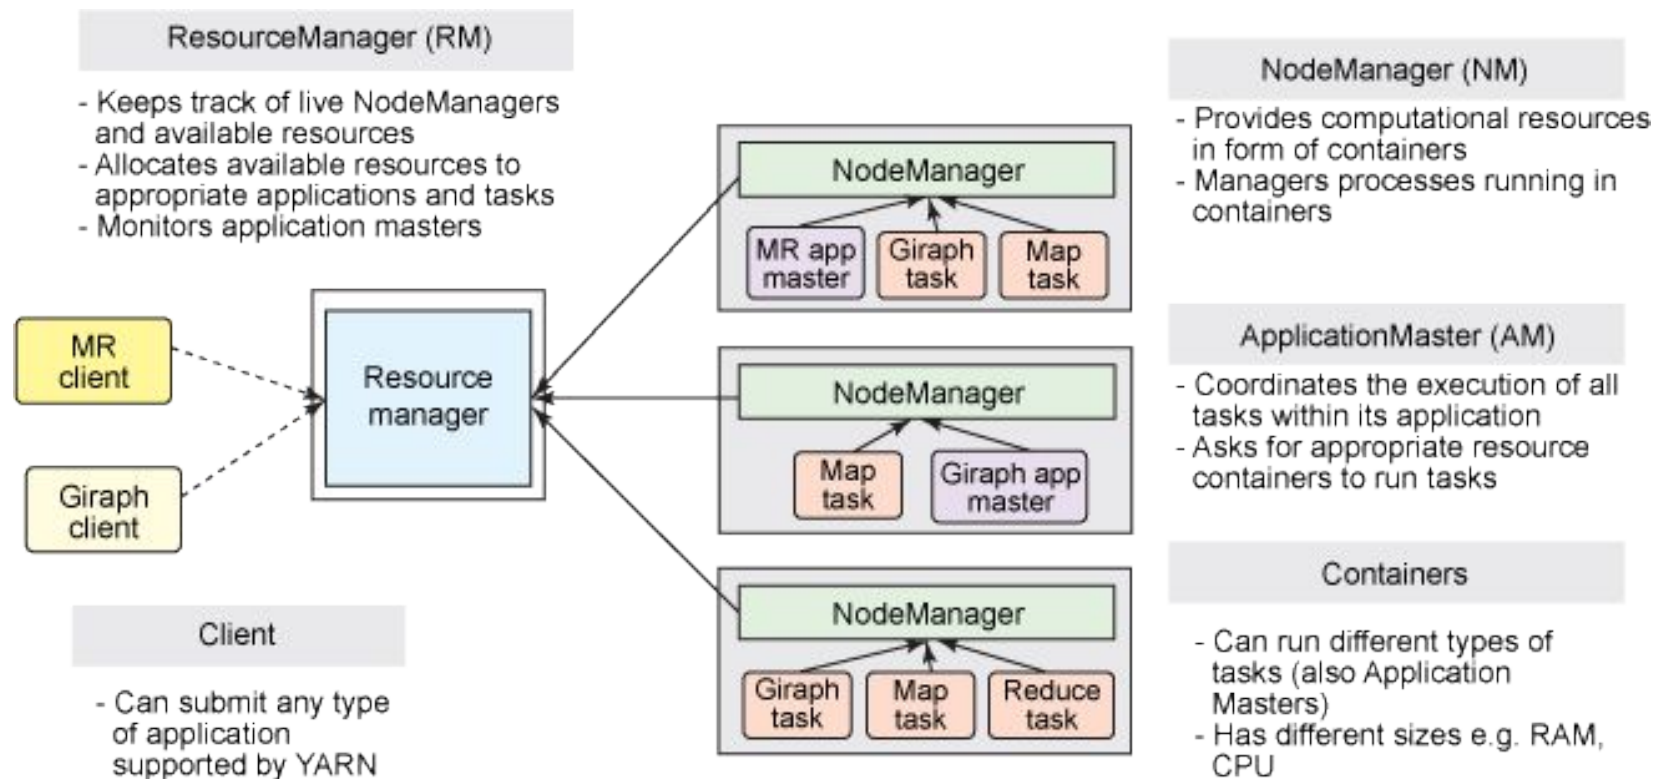 ResourceManager (RM)
- Keeps track of live NodeManagers
and available resources
- Allocates available resources to
appropriate applications and tasks
- Monitors application masters
MR
client
Giraph
client
Resource
manager
Client
- Can submit any type
of application
supported by YARN
NodeManager
MR app
master
Giraph
task
Map
task
NodeManager
Map
task
Giraph app
master
NodeManager
Giraph
task
Map
task
Reduce
task
NodeManager (NM)
- Provides computational resources
in form of containers
- Managers processes running in
containers
ApplicationMaster (AM)
- Coordinates the execution of all
tasks within its application
- Asks for appropriate resource
containers to run tasks
Containers
- Can run different types of
tasks (also Application
Masters)
- Has different sizes e.g. RAM,
CPU